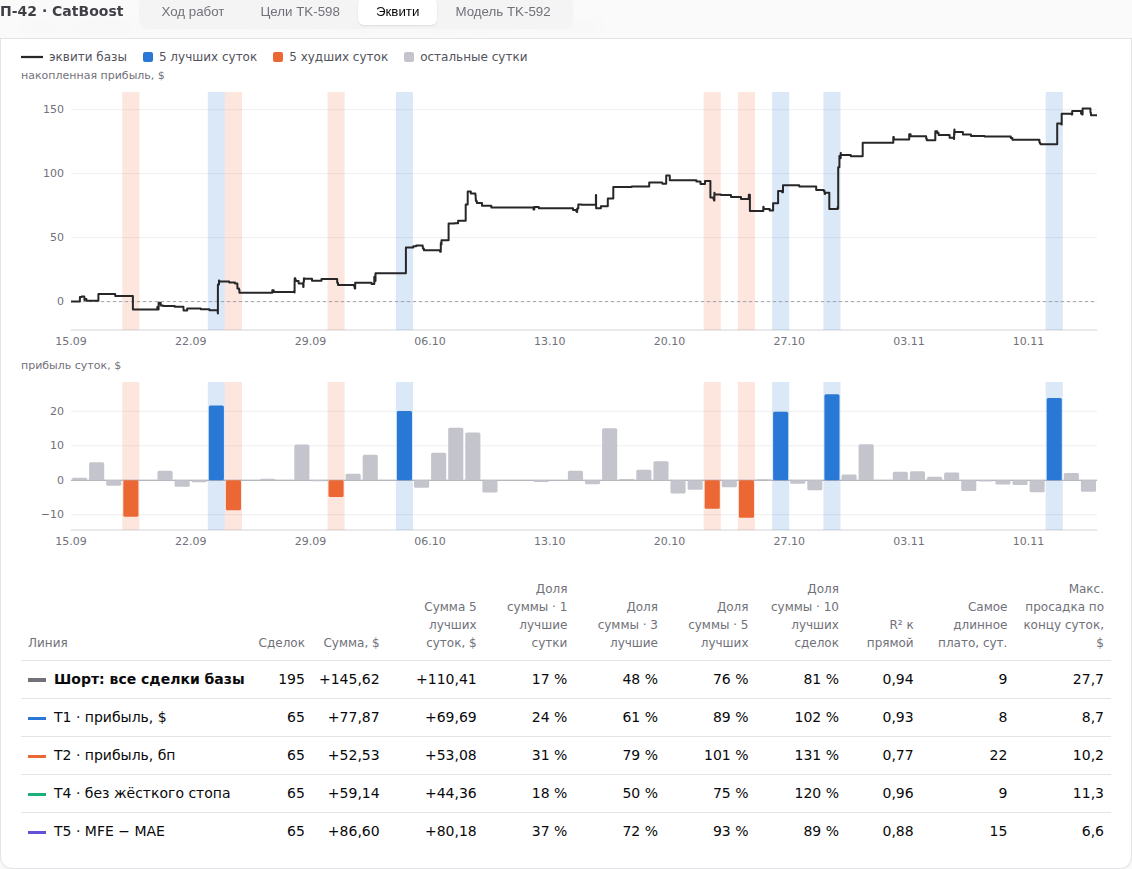 П-42 · CatBoost Ход работ Цели ТК-598 Эквити Модель ТК-592
эквити базы 5 лучших суток 5 худших суток остальные сутки
накопленная прибыль, $
150
100
50
0
15.09 22.09 29.09 06.10 13.10 20.10 27.10 03.11 10.11
прибыль суток, $
20
10
0
−10
15.09 22.09 29.09 06.10 13.10 20.10 27.10 03.11 10.11
Линия Сделок Сумма, $ Сумма 5 лучших суток, $ Доля суммы · 1 лучшие сутки Доля суммы · 3 лучшие Доля суммы · 5 лучших Доля суммы · 10 лучших сделок R² к прямой Самое длинное плато, сут. Макс. просадка по концу суток, $
Шорт: все сделки базы 195 +145,62 +110,41 17 % 48 % 76 % 81 % 0,94 9 27,7
T1 · прибыль, $ 65 +77,87 +69,69 24 % 61 % 89 % 102 % 0,93 8 8,7
T2 · прибыль, бп 65 +52,53 +53,08 31 % 79 % 101 % 131 % 0,77 22 10,2
T4 · без жёсткого стопа 65 +59,14 +44,36 18 % 50 % 75 % 120 % 0,96 9 11,3
T5 · MFE − MAE 65 +86,60 +80,18 37 % 72 % 93 % 89 % 0,88 15 6,6